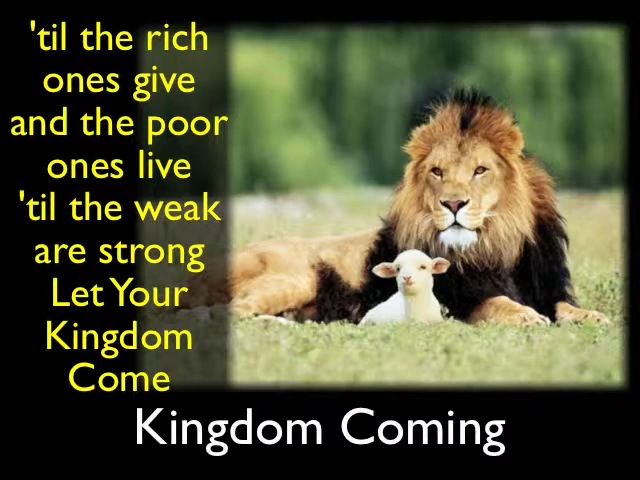 'til the rich
ones give
and the poor
ones live
'til the weak
are strong
Let Your
Kingdom
Come
Kingdom Coming